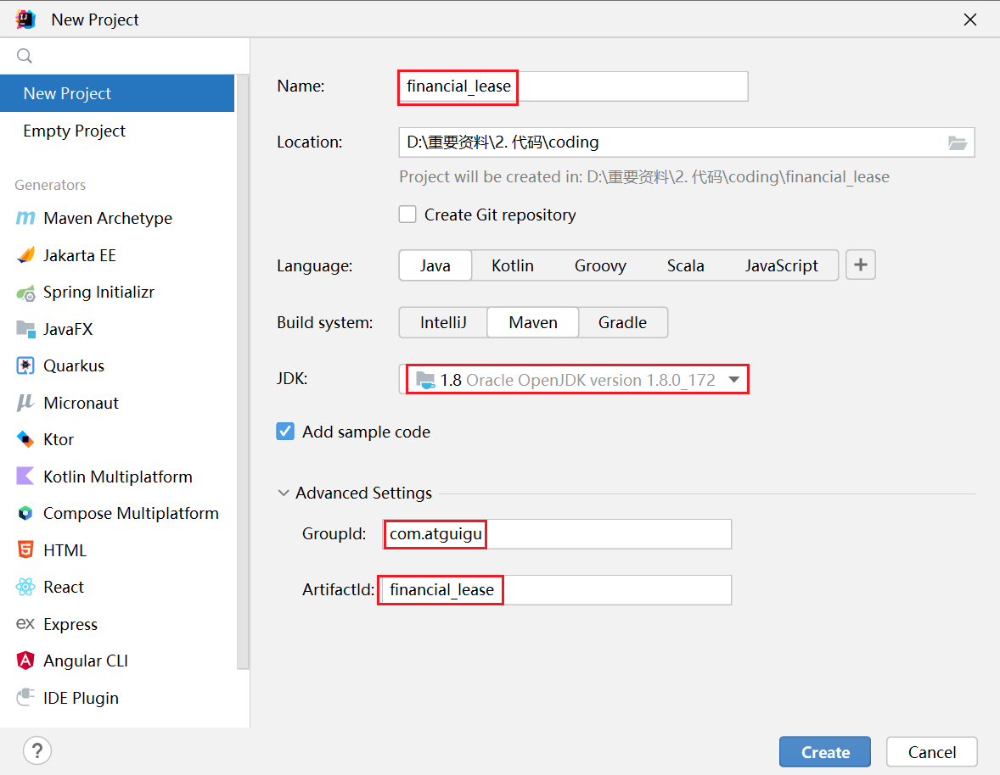 New Project
New Project
Empty Project
Generators
Maven Archetype
Jakarta EE
Spring Initializr
JavaFX
Quarkus
Micronaut
Ktor
Kotlin Multiplatform
Compose Multiplatform
HTML
React
ex Express
Angular CLI
IDE Plugin
Name: financial_lease
Location: D:\重要资料\2. 代码\coding
Project will be created in: D:\重要资料\2. 代码\coding\financial_lease
Create Git repository
Language: Java Kotlin Groovy Scala JavaScript +
Build system: IntelliJ Maven Gradle
JDK: 1.8 Oracle OpenJDK version 1.8.0_172
Add sample code
Advanced Settings
GroupId: com.atguigu
ArtifactId: financial_lease
? Create Cancel